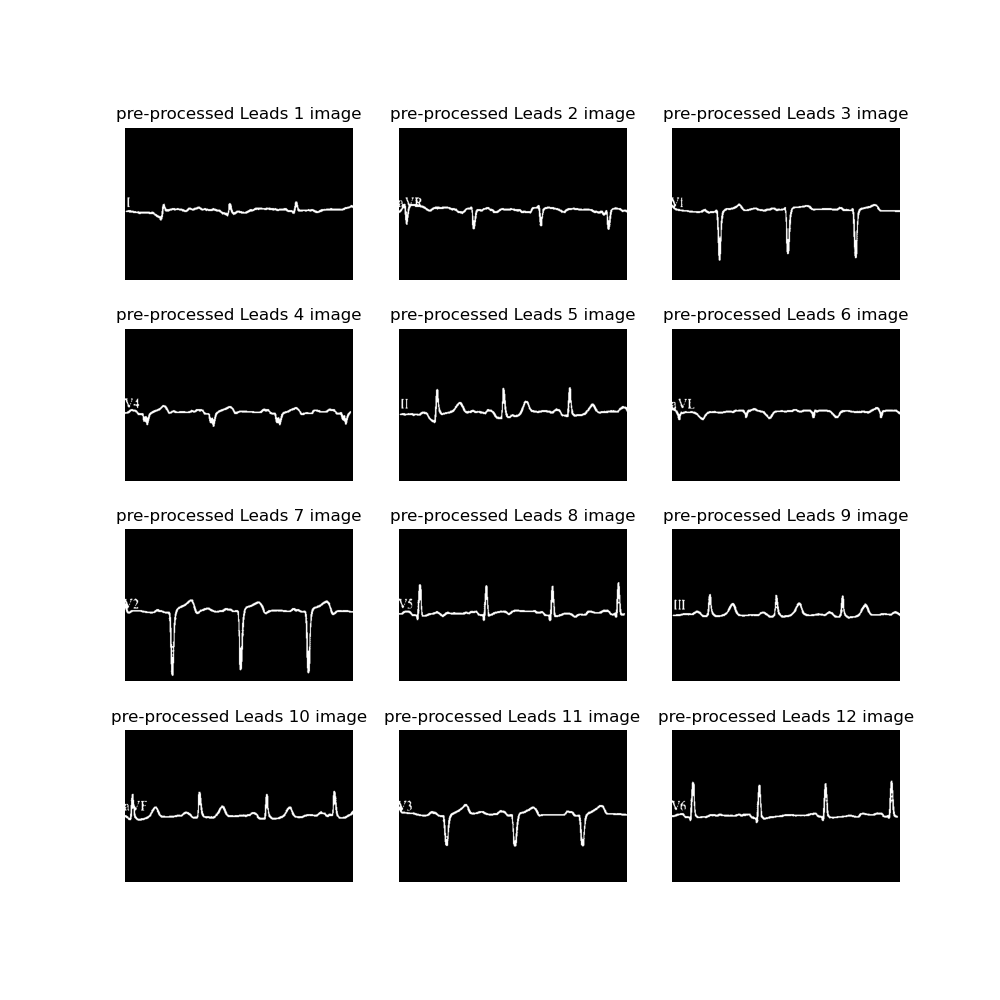 pre-processed Leads 1 image
pre-processed Leads 2 image
pre-processed Leads 3 image
I
aVR
V1
pre-processed Leads 4 image
pre-processed Leads 5 image
pre-processed Leads 6 image
V4
II
aVL
pre-processed Leads 7 image
pre-processed Leads 8 image
pre-processed Leads 9 image
V2
V5
III
pre-processed Leads 10 image
pre-processed Leads 11 image
pre-processed Leads 12 image
aVF
V3
V6